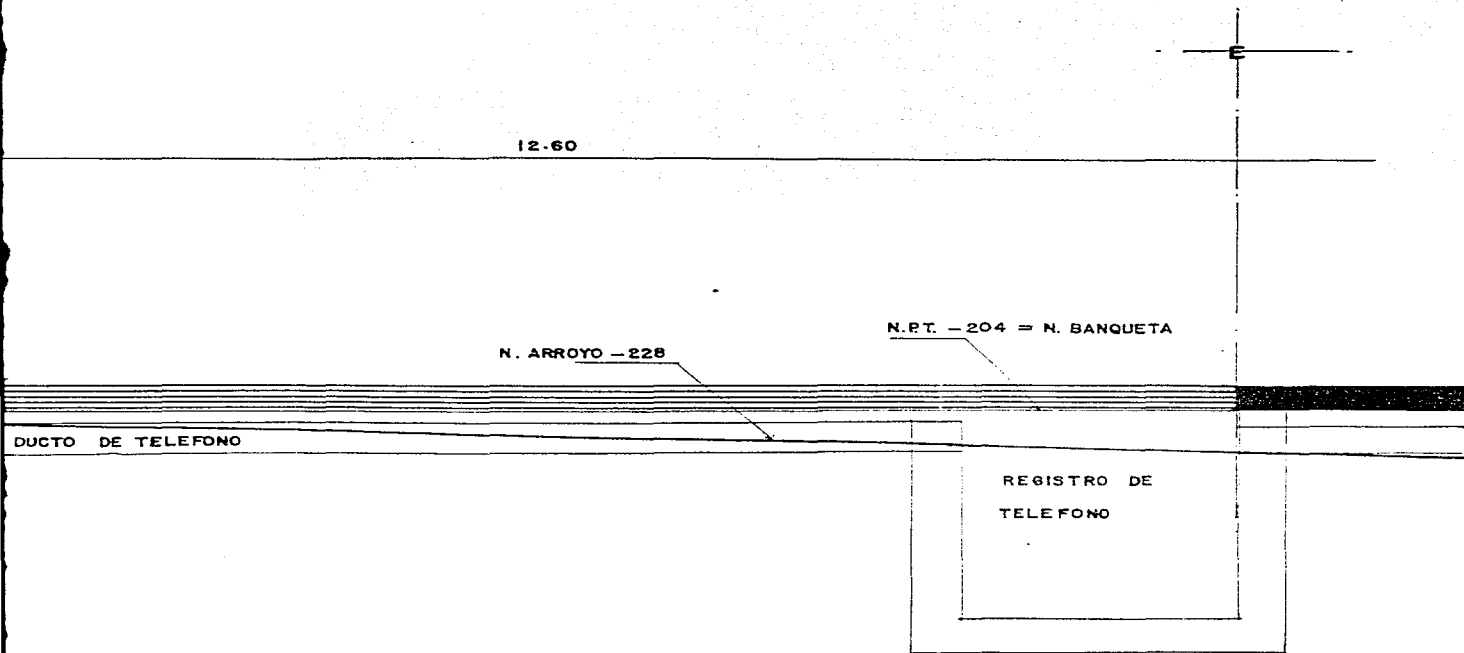 E
12.60
N.P.T. -204 = N. BANQUETA
N. ARROYO -228
DUCTO DE TELEFONO
REGISTRO DE
TELEFONO